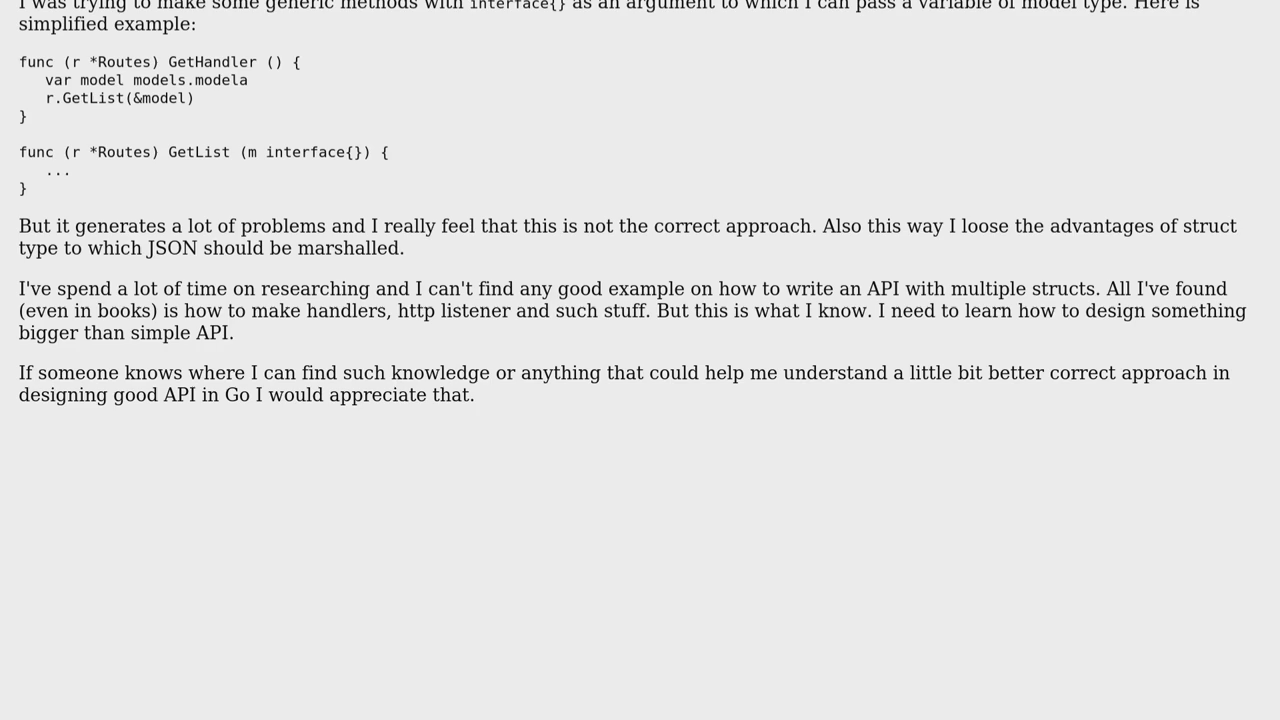 I was trying to make some generic methods with interface{} as an argument to which I can pass a variable of model type. Here is
simplified example:
func (r *Routes) GetHandler () {
   var model models.modela
   r.GetList(&model)
}
func (r *Routes) GetList (m interface{}) {
   ...
}
But it generates a lot of problems and I really feel that this is not the correct approach. Also this way I loose the advantages of struct
type to which JSON should be marshalled.
I've spend a lot of time on researching and I can't find any good example on how to write an API with multiple structs. All I've found
(even in books) is how to make handlers, http listener and such stuff. But this is what I know. I need to learn how to design something
bigger than simple API.
If someone knows where I can find such knowledge or anything that could help me understand a little bit better correct approach in
designing good API in Go I would appreciate that.